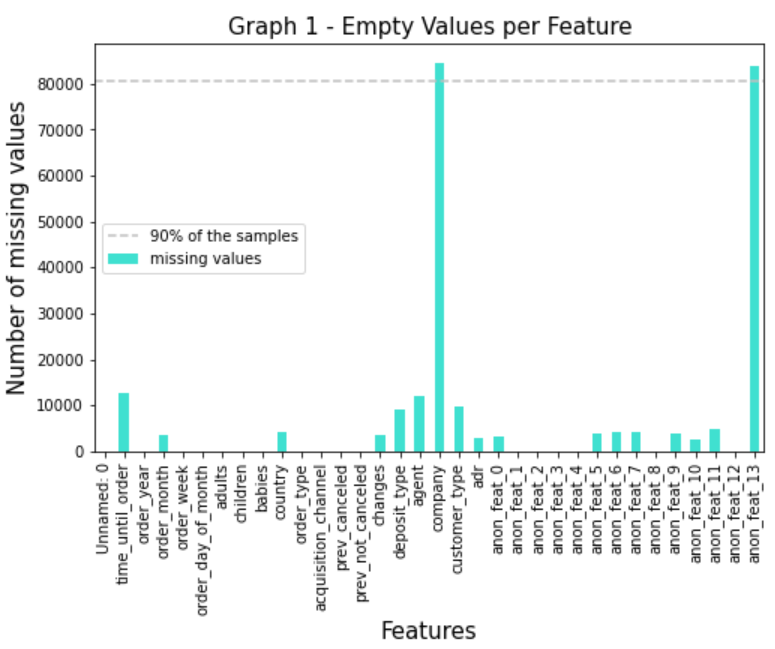 Graph 1 - Empty Values per Feature
Number of missing values
80000
70000
60000
50000
40000
30000
20000
10000
0
90% of the samples
missing values
Unnamed: 0
time_until_order
order_year
order_month
order_week
order_day_of_month
adults
children
babies
country
order_type
acquisition_channel
prev_canceled
prev_not_canceled
changes
deposit_type
agent
company
customer_type
adr
anon_feat_0
anon_feat_1
anon_feat_2
anon_feat_3
anon_feat_4
anon_feat_5
anon_feat_6
anon_feat_7
anon_feat_8
anon_feat_9
anon_feat_10
anon_feat_11
anon_feat_12
anon_feat_13
Features